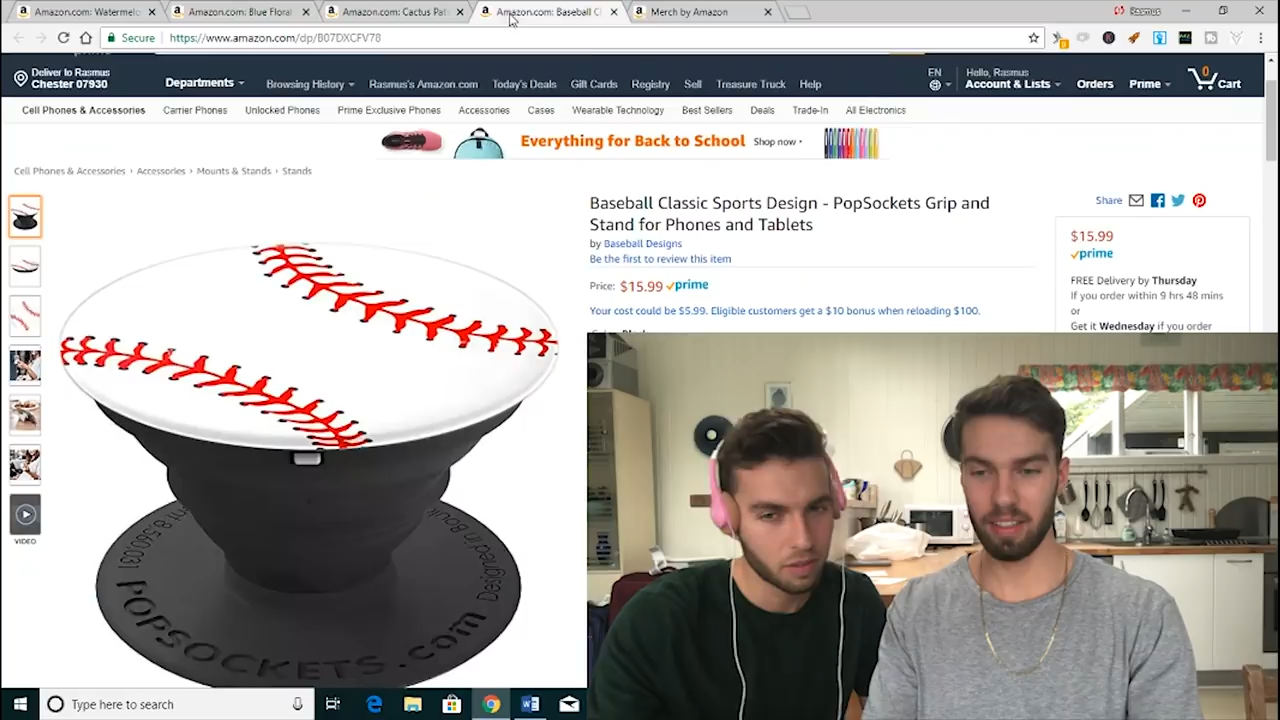 Amazon.com: Watermelo
Amazon.com: Blue Floral
Amazon.com: Cactus Pat
Amazon.com: Baseball Cl
Merch by Amazon
Rasmus
Secure
https://www.amazon.com/dp/B07DXCFV78
Deliver to Rasmus
Chester 07930
Departments
Browsing History
Rasmus's Amazon.com
Today's Deals
Gift Cards
Registry
Sell
Treasure Truck
Help
EN
Hello, Rasmus
Account & Lists
Orders
Prime
0
Cart
Cell Phones & Accessories
Carrier Phones
Unlocked Phones
Prime Exclusive Phones
Accessories
Cases
Wearable Technology
Best Sellers
Deals
Trade-In
All Electronics
Everything for Back to School
Shop now
Cell Phones & Accessories › Accessories › Mounts & Stands › Stands
Baseball Classic Sports Design - PopSockets Grip and
Stand for Phones and Tablets
by Baseball Designs
Be the first to review this item
Price: $15.99 prime
Your cost could be $5.99. Eligible customers get a $10 bonus when reloading $100.
Share
$15.99
prime
FREE Delivery by Thursday
If you order within 9 hrs 48 mins
or
Get it Wednesday if you order
VIDEO
POPSOCKETS.com
Designed in
Type here to search